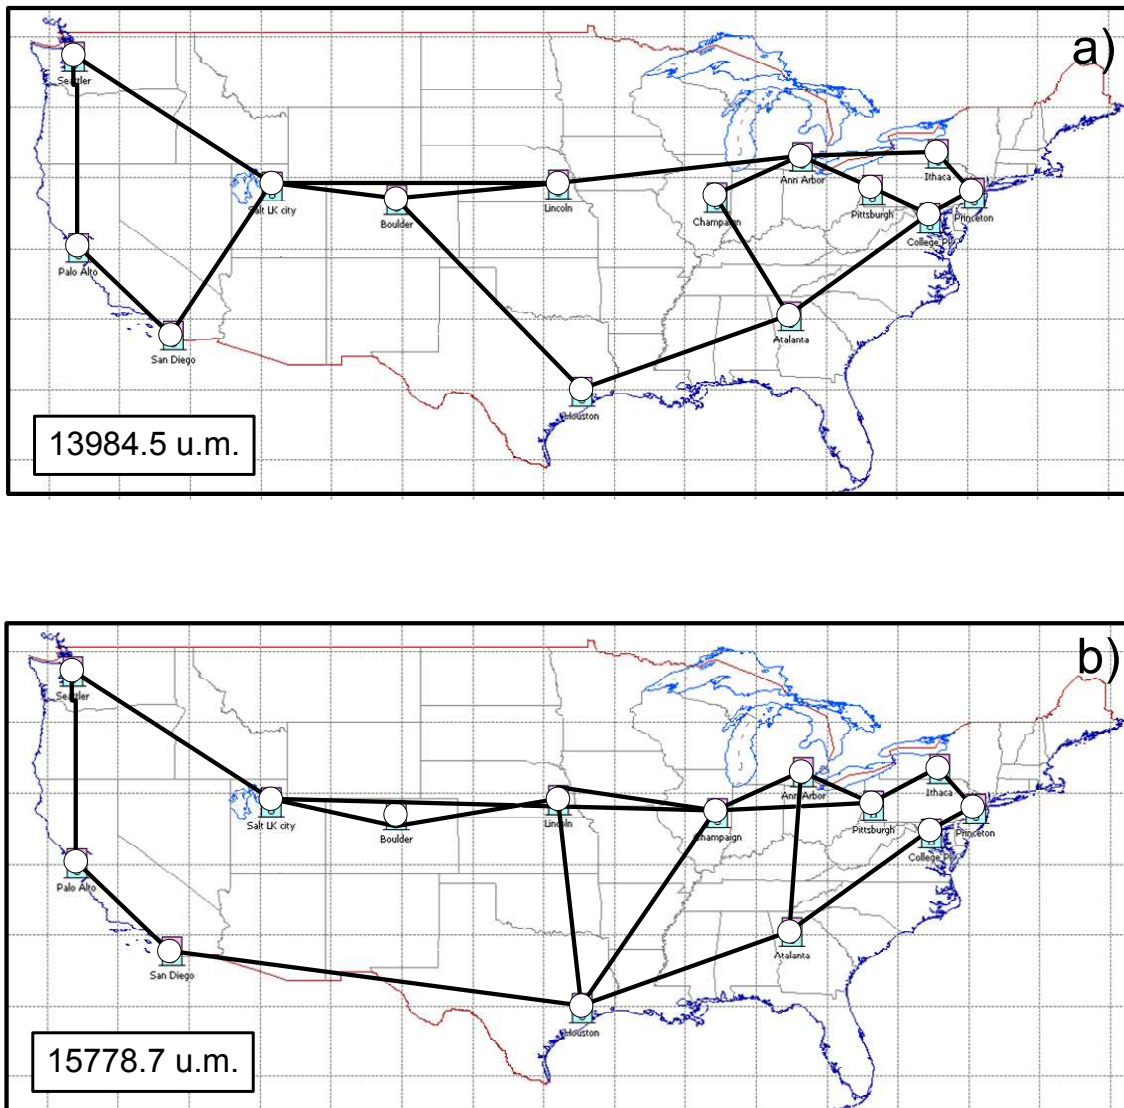 a)
Seattler
Ann Arbor
Ithaca
Salt LK city
Boulder
Lincoln
Champaign
Pittsburgh
Princeton
College Pk
Palo Alto
San Diego
Atalanta
Houston
13984.5 u.m.
b)
Seattler
Ann Arbor
Ithaca
Salt LK city
Boulder
Lincoln
Champaign
Pittsburgh
Princeton
College Pk
Palo Alto
San Diego
Atalanta
Houston
15778.7 u.m.